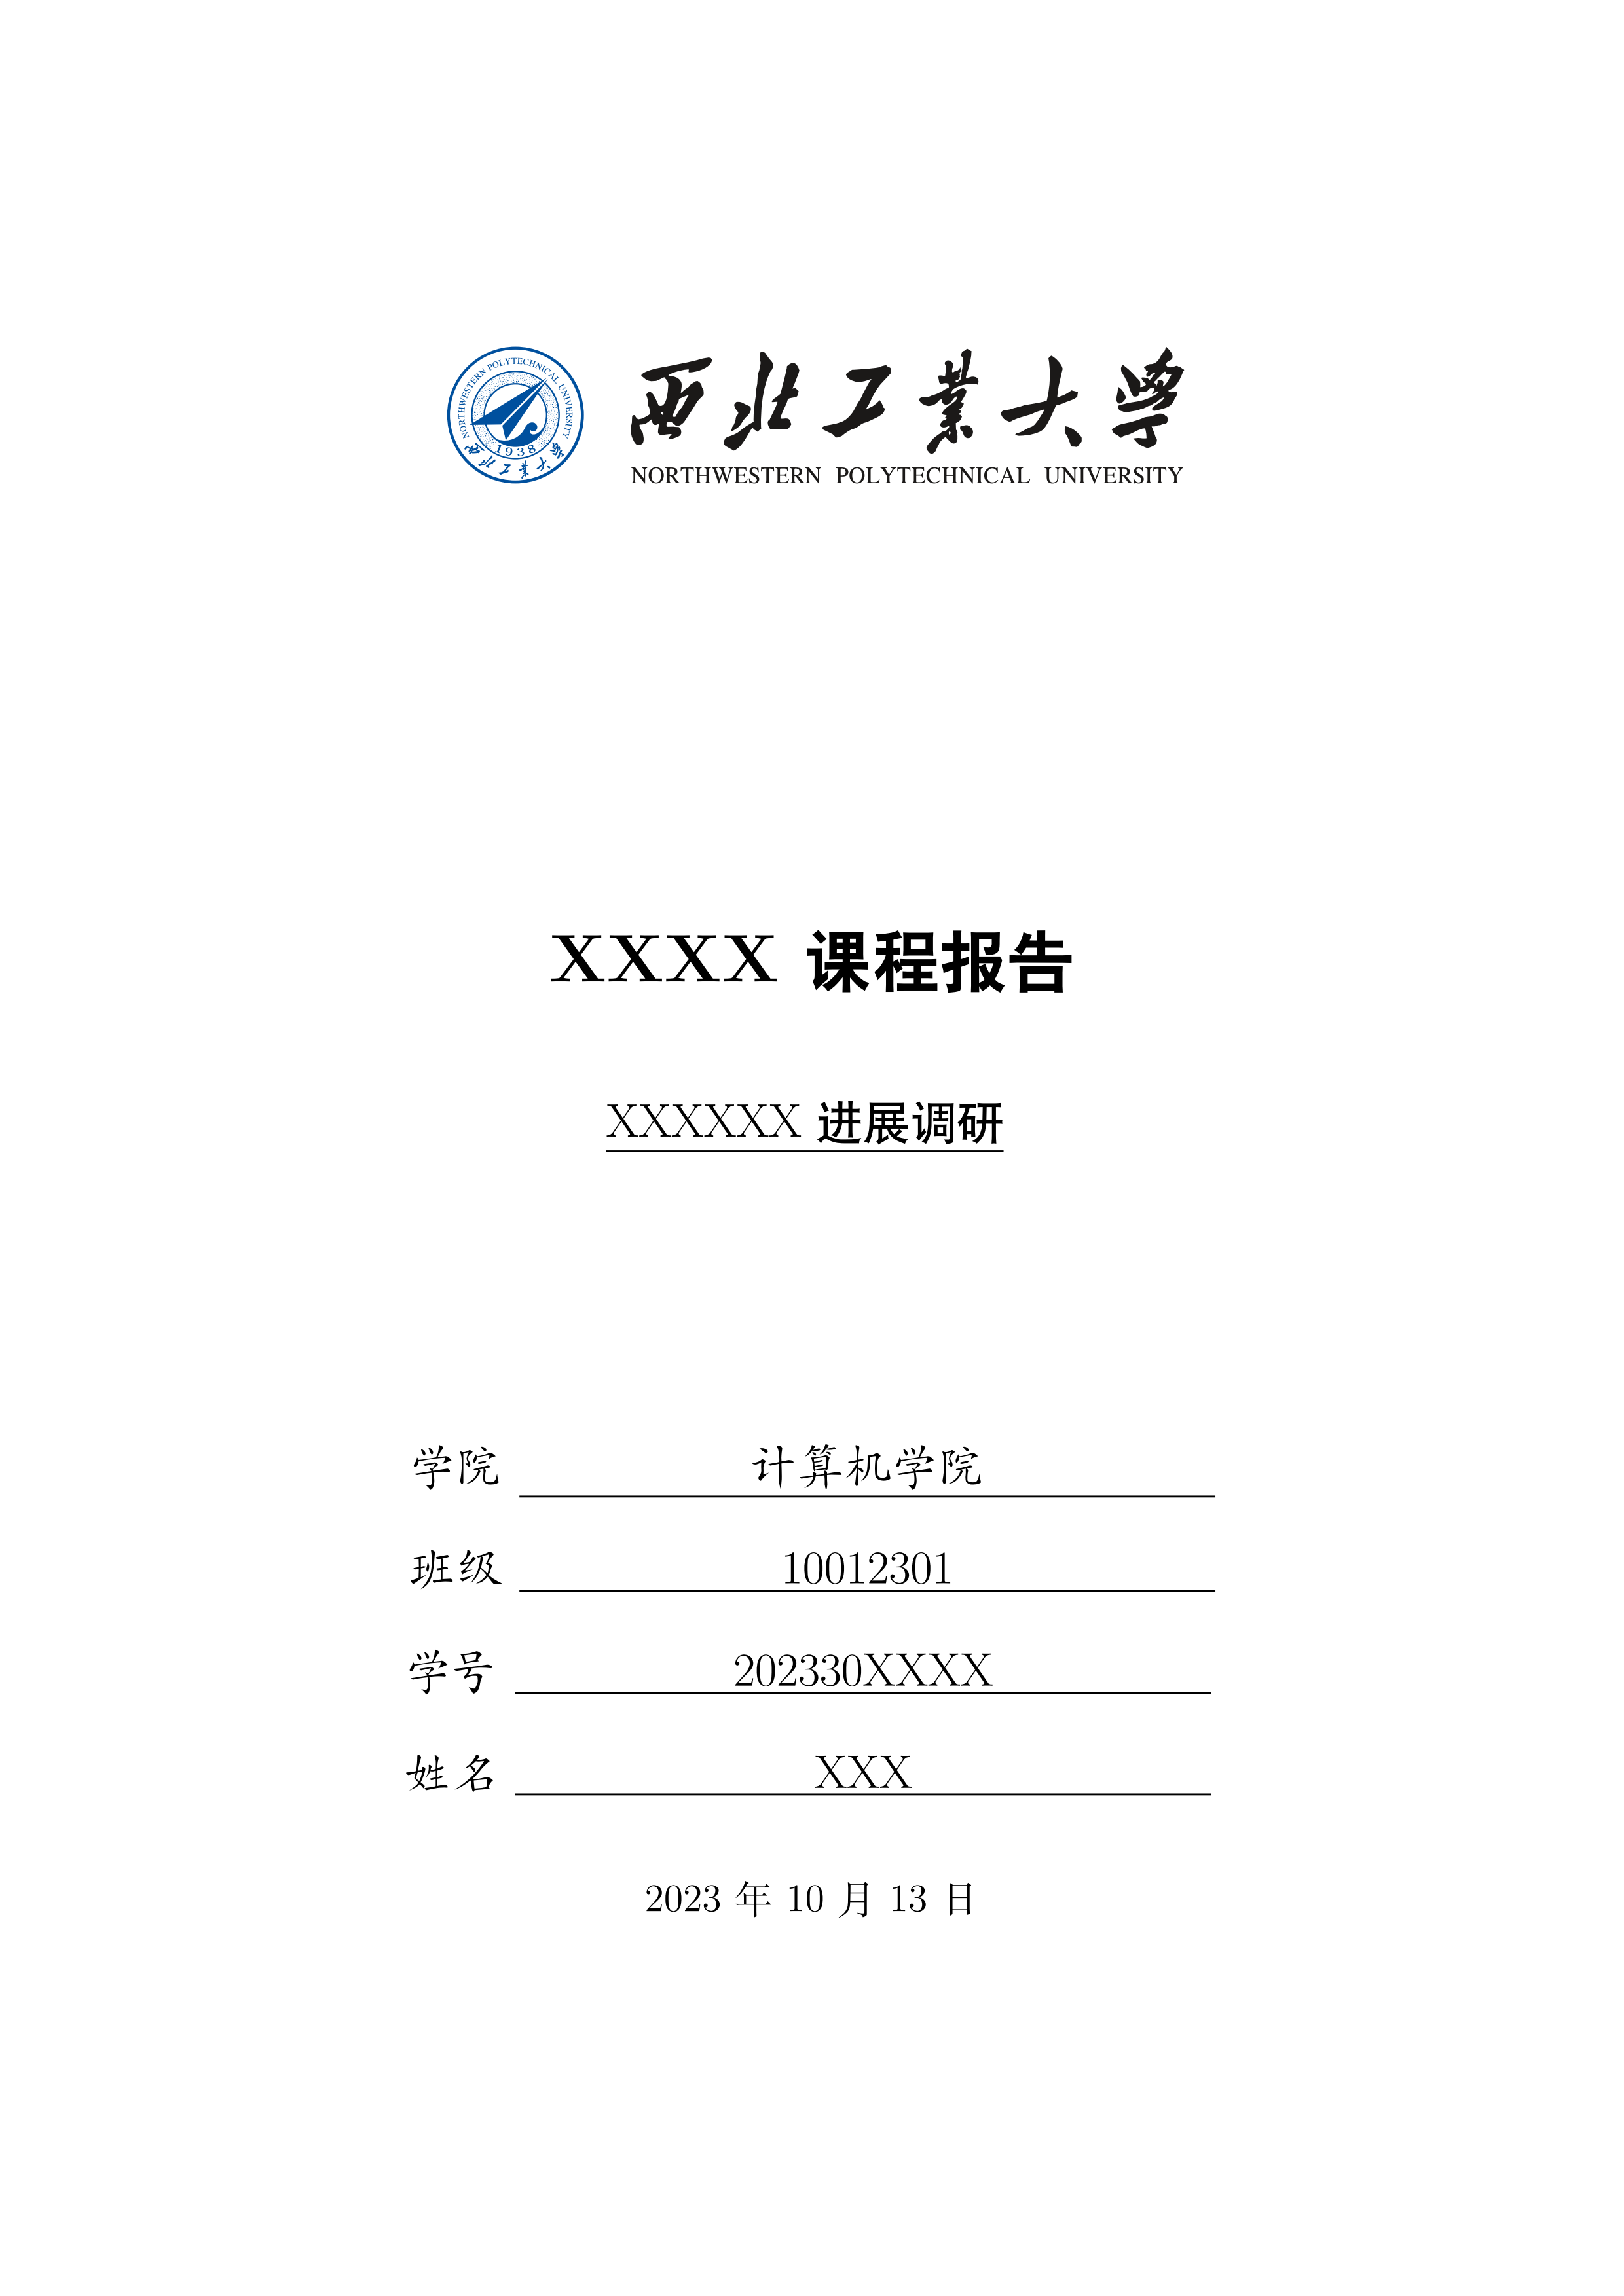 NORTHWESTERN POLYTECHNICAL UNIVERSITY
1938
西北工业大学
西北工業大學
NORTHWESTERN POLYTECHNICAL UNIVERSITY
XXXX 课程报告
XXXXXX 进展调研
学院 计算机学院
班级 10012301
学号 202330XXXX
姓名 XXX
2023 年 10 月 13 日